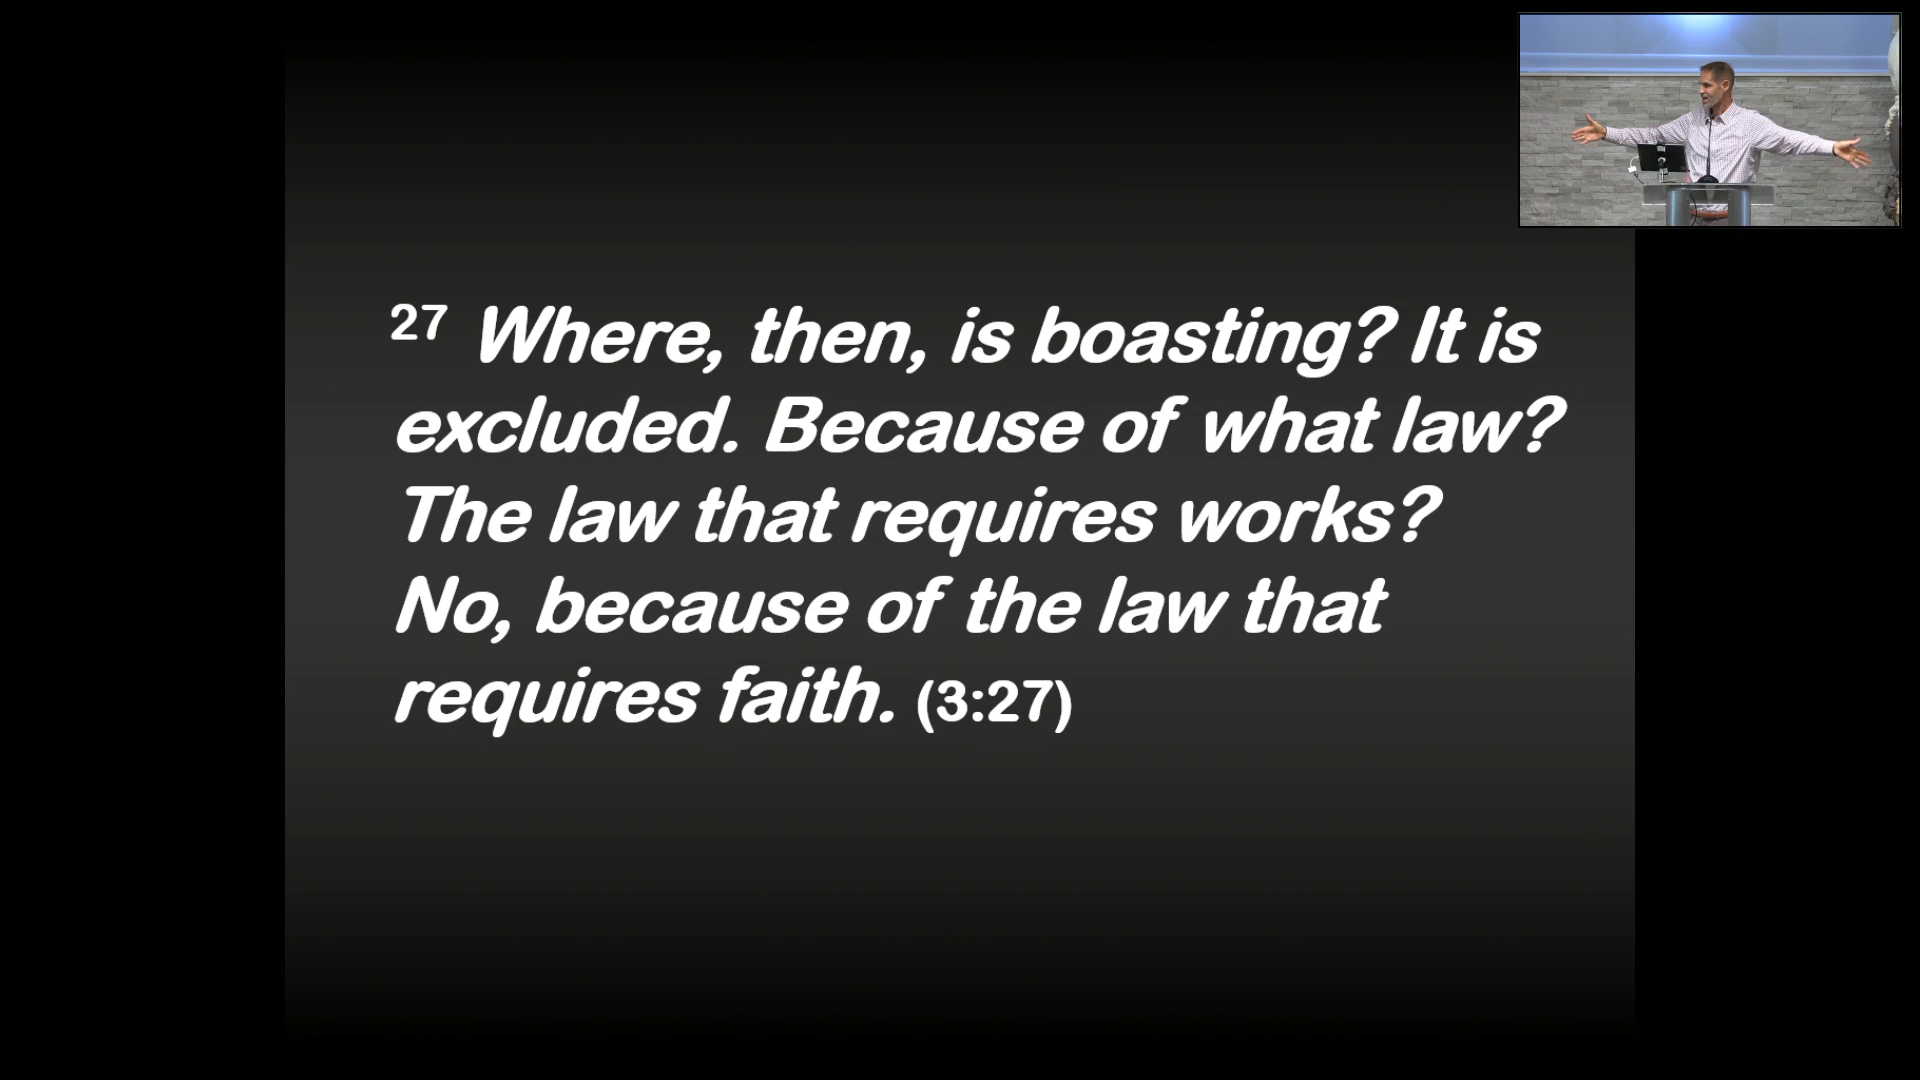 27 Where, then, is boasting? It is
excluded. Because of what law?
The law that requires works?
No, because of the law that
requires faith. (3:27)